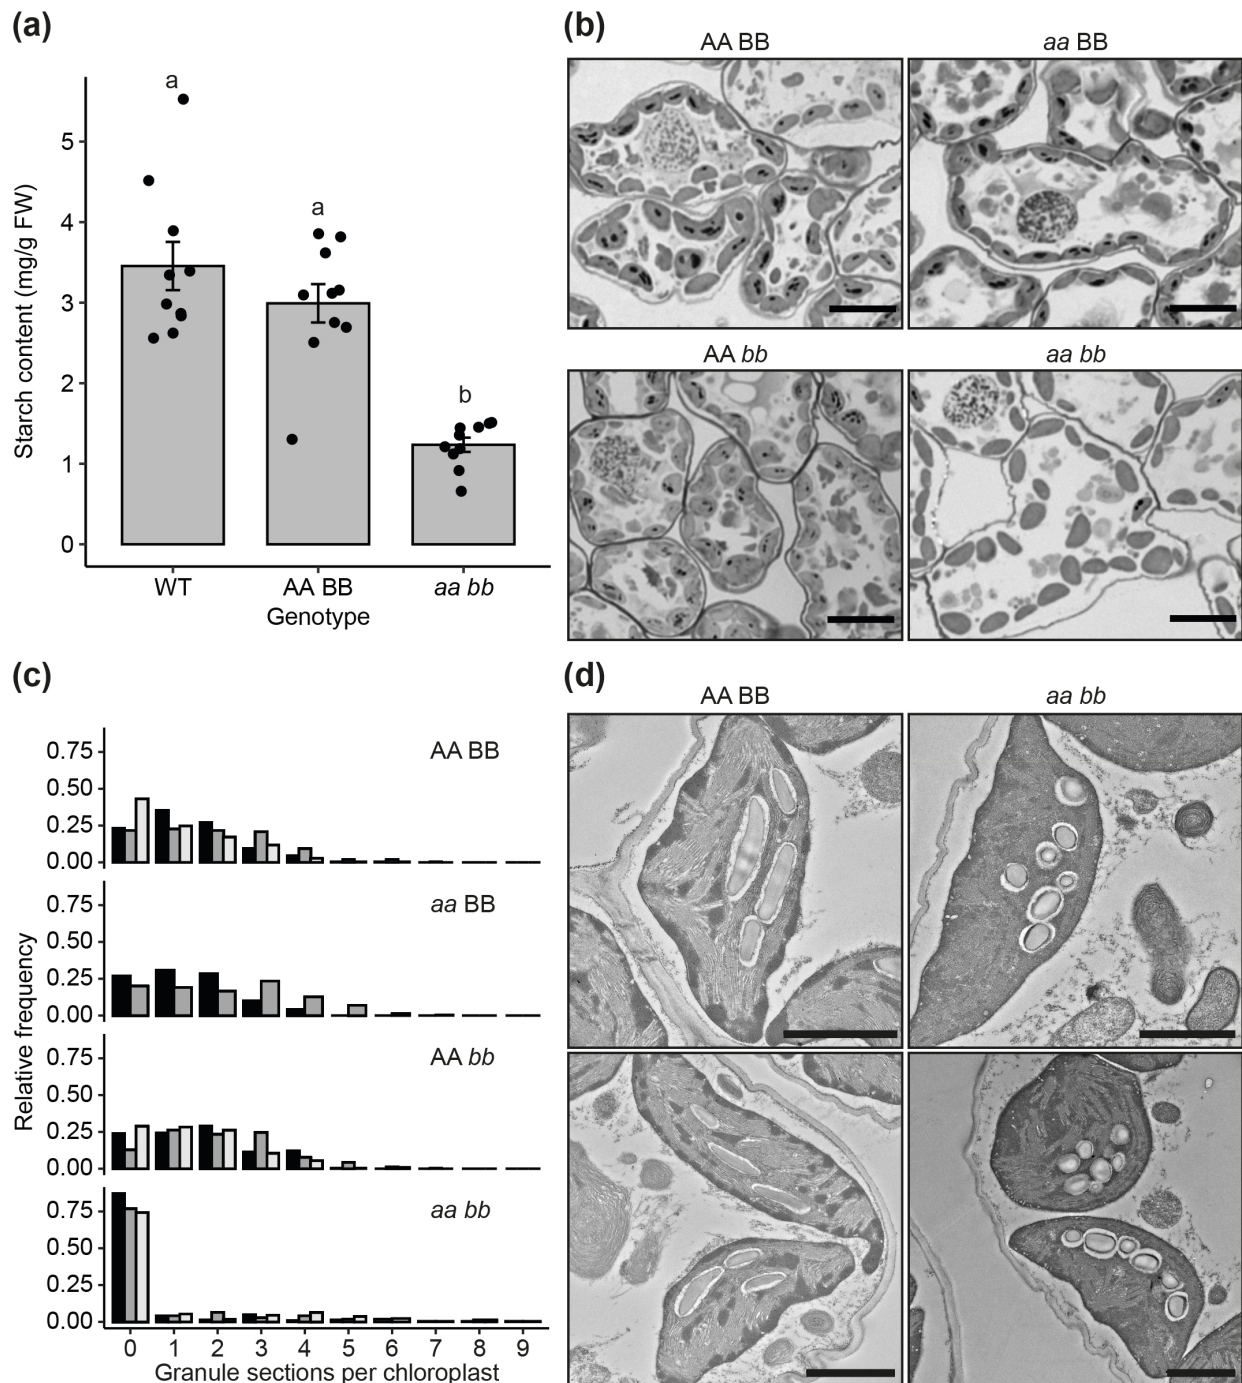 (a)
a
a
b
5
4
3
2
1
0
Starch content (mg/g FW)
WT AA BB aa bb
Genotype
(b)
AA BB aa BB
AA bb aa bb
(c)
Relative frequency
0.75
0.50
0.25
0.00
AA BB
0.75
0.50
0.25
0.00
aa BB
0.75
0.50
0.25
0.00
AA bb
0.75
0.50
0.25
0.00
aa bb
0 1 2 3 4 5 6 7 8 9
Granule sections per chloroplast
(d)
AA BB aa bb